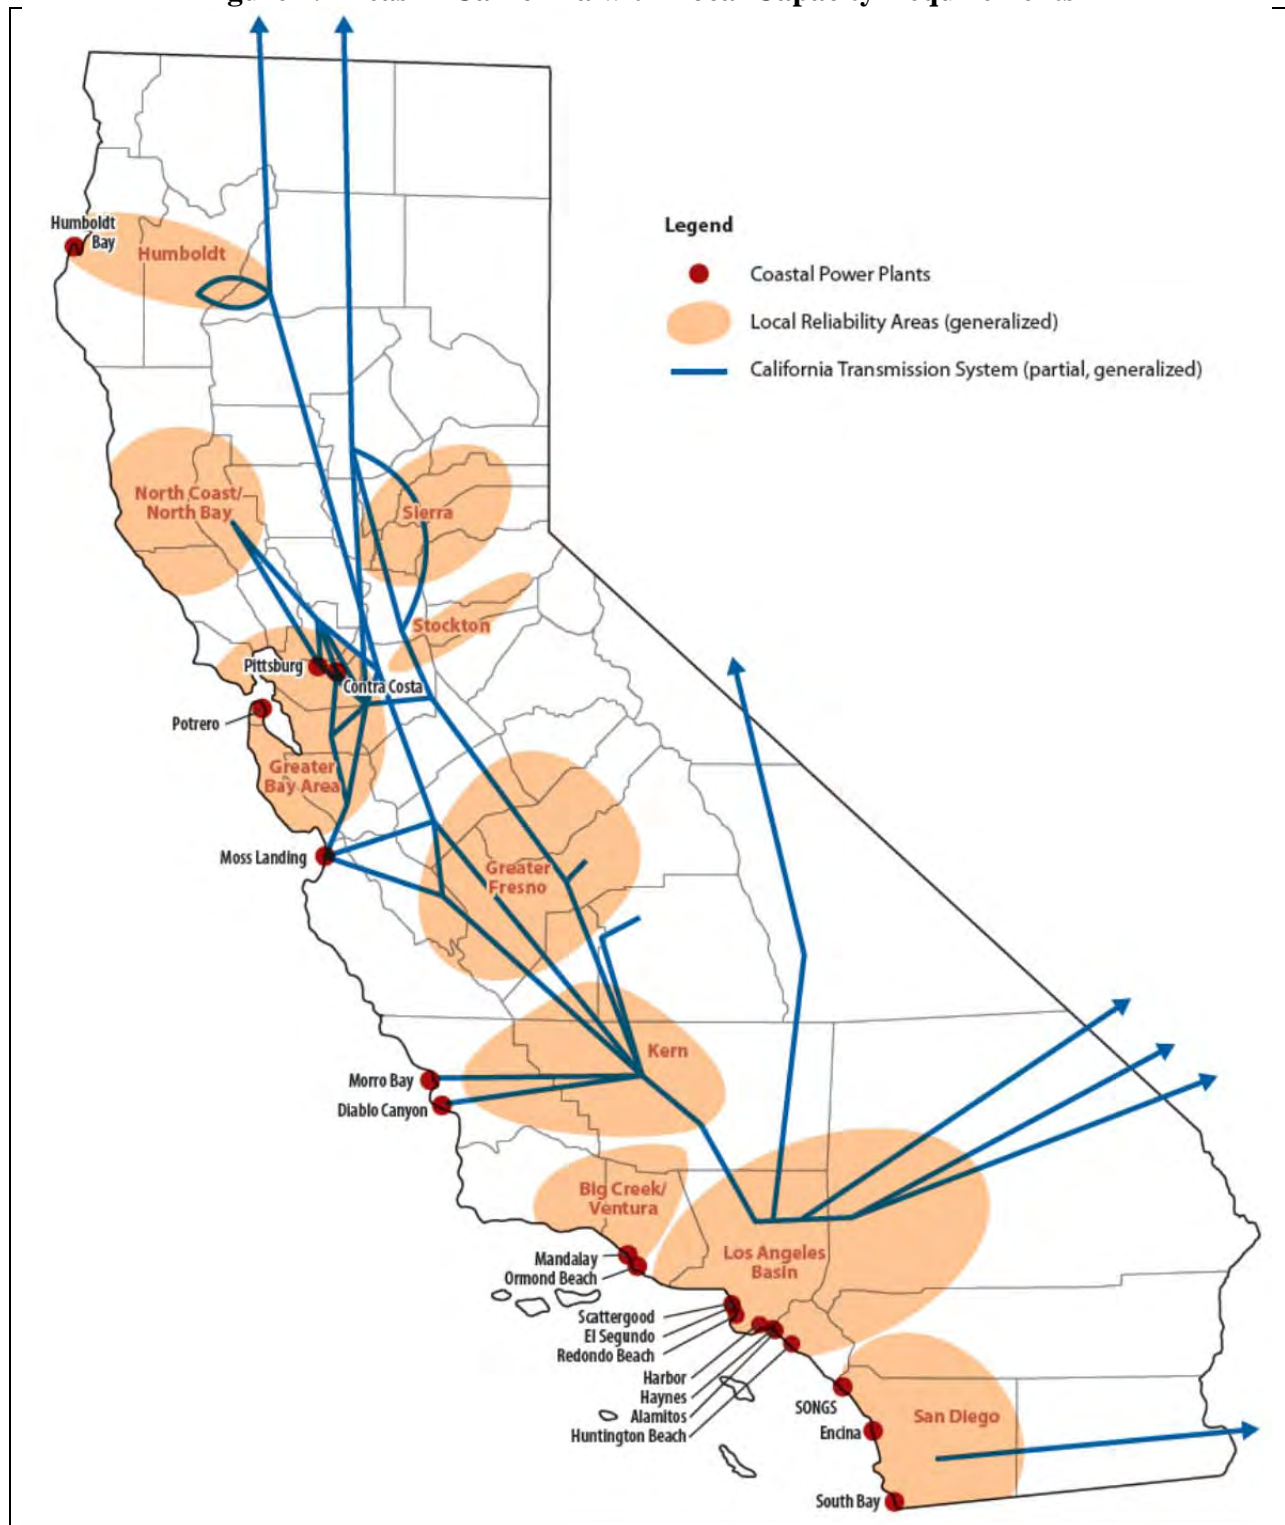 Humboldt
Bay
Humboldt
Legend
Coastal Power Plants
Local Reliability Areas (generalized)
California Transmission System (partial, generalized)
North Coast/
North Bay
Sierra
Stockton
Pittsburg
Contra Costa
Potrero
Greater
Bay Area
Moss Landing
Greater
Fresno
Kern
Morro Bay
Diablo Canyon
Big Creek/
Ventura
Los Angeles
Basin
Mandalay
Ormond Beach
Scattergood
El Segundo
Redondo Beach
Harbor
Haynes
Alamitos
Huntington Beach
SONGS
Encina
San Diego
South Bay